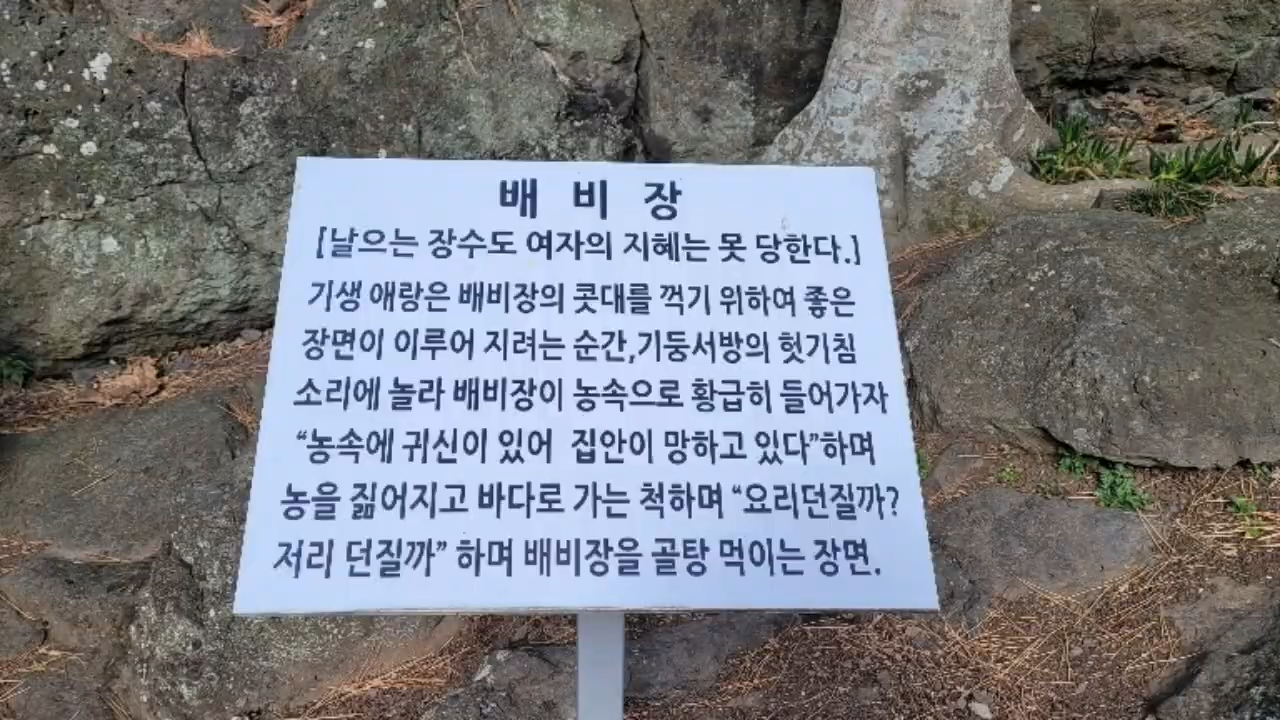 배 비 장
[날으는 장수도 여자의 지혜는 못 당한다.]
기생 애랑은 배비장의 콧대를 꺽기 위하여 좋은
장면이 이루어 지려는 순간,기둥서방의 헛기침
소리에 놀라 배비장이 농속으로 황급히 들어가자
“농속에 귀신이 있어 집안이 망하고 있다”하며
농을 짊어지고 바다로 가는 척하며 “요리던질까?
저리 던질까” 하며 배비장을 골탕 먹이는 장면.